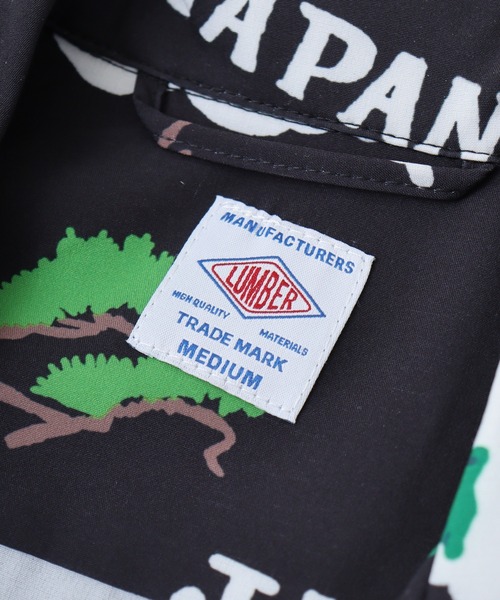 JAPAN
MANUFACTURERS
LUMBER
HIGH QUALITY MATERIALS
TRADE MARK
MEDIUM